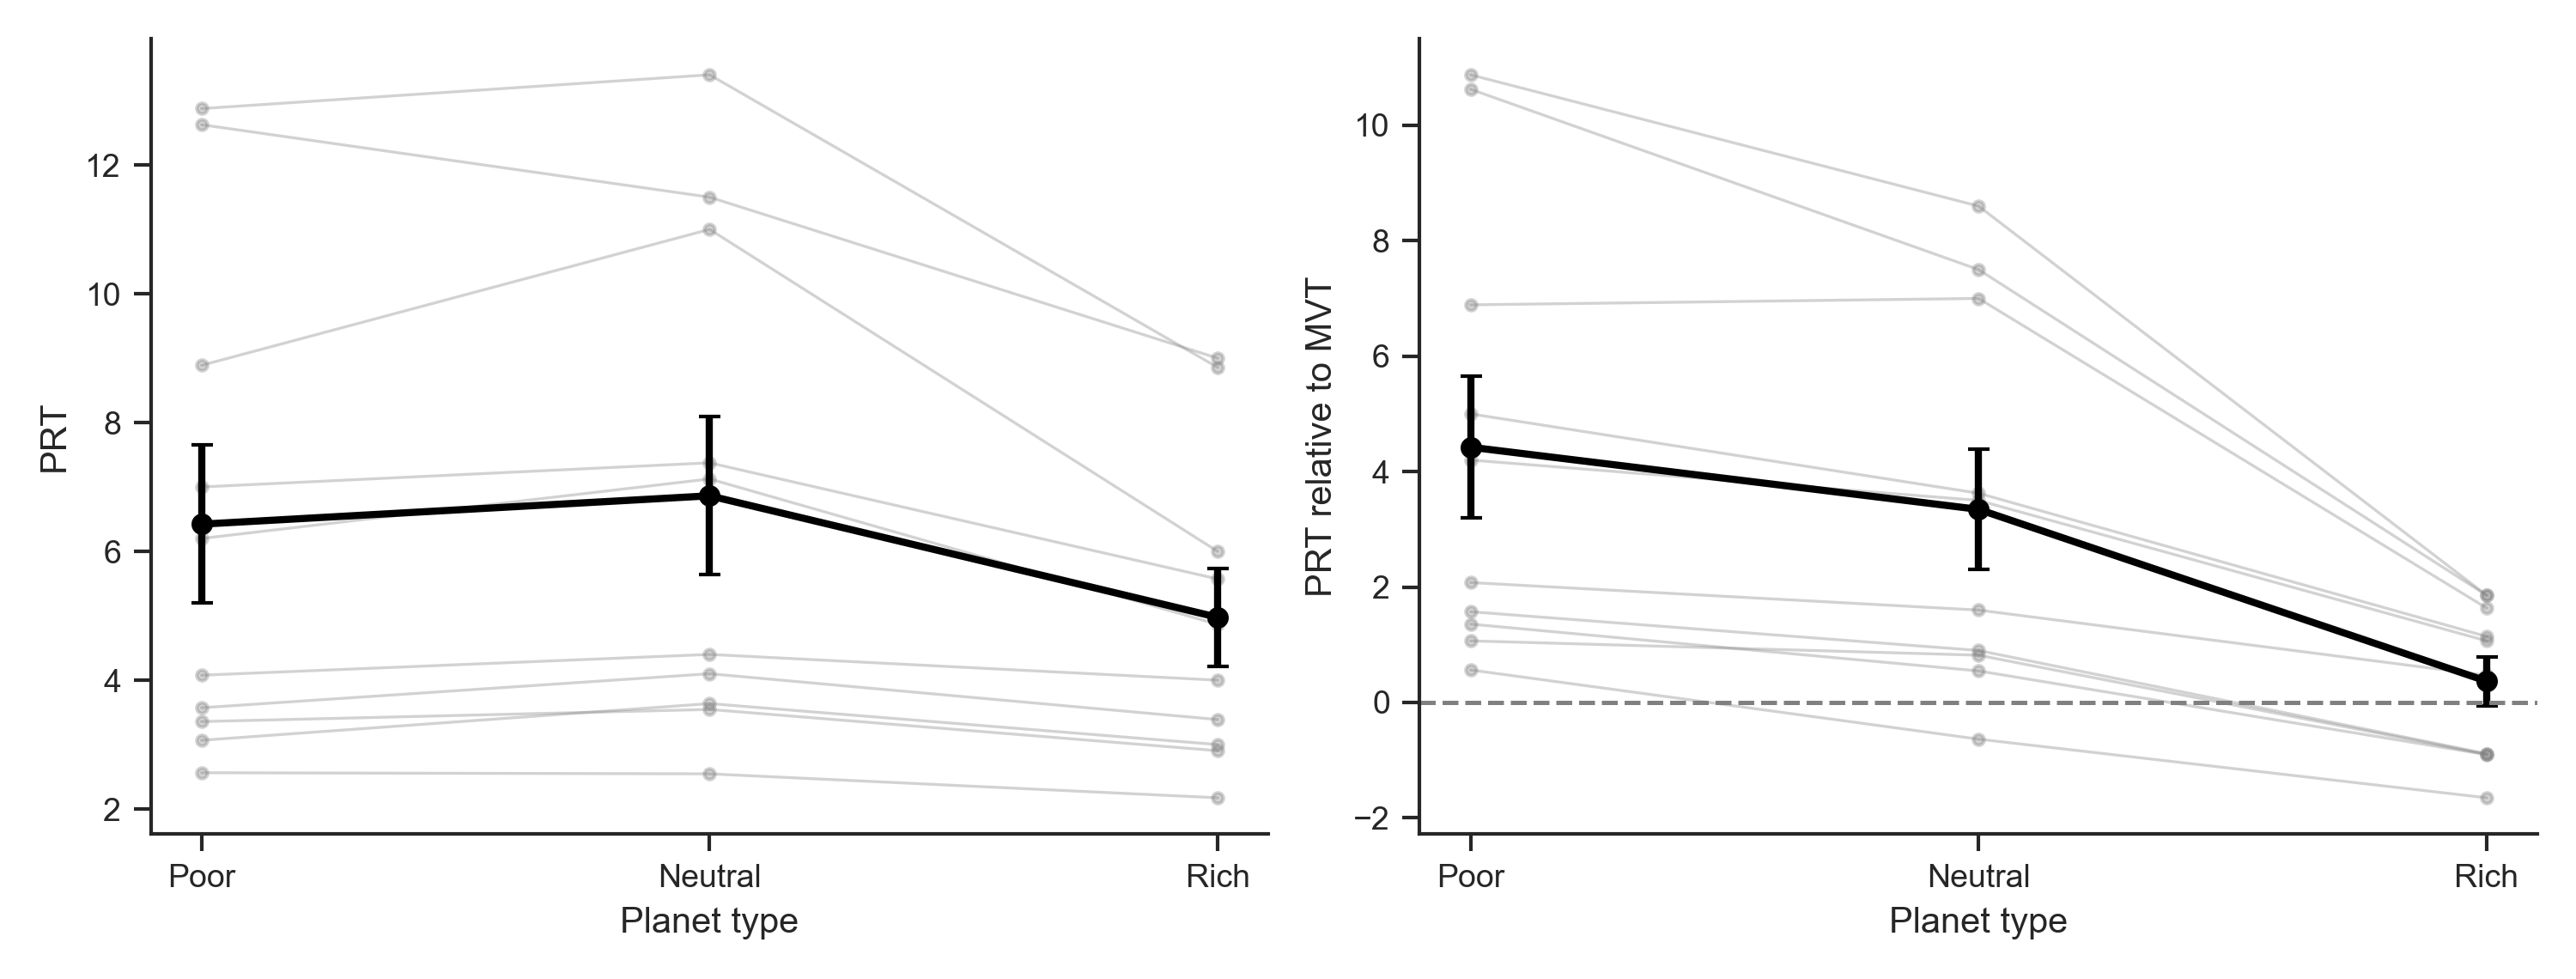 PRT
12
10
8
6
4
2
Poor
Neutral
Rich
Planet type
PRT relative to MVT
10
8
6
4
2
0
−2
Poor
Neutral
Rich
Planet type